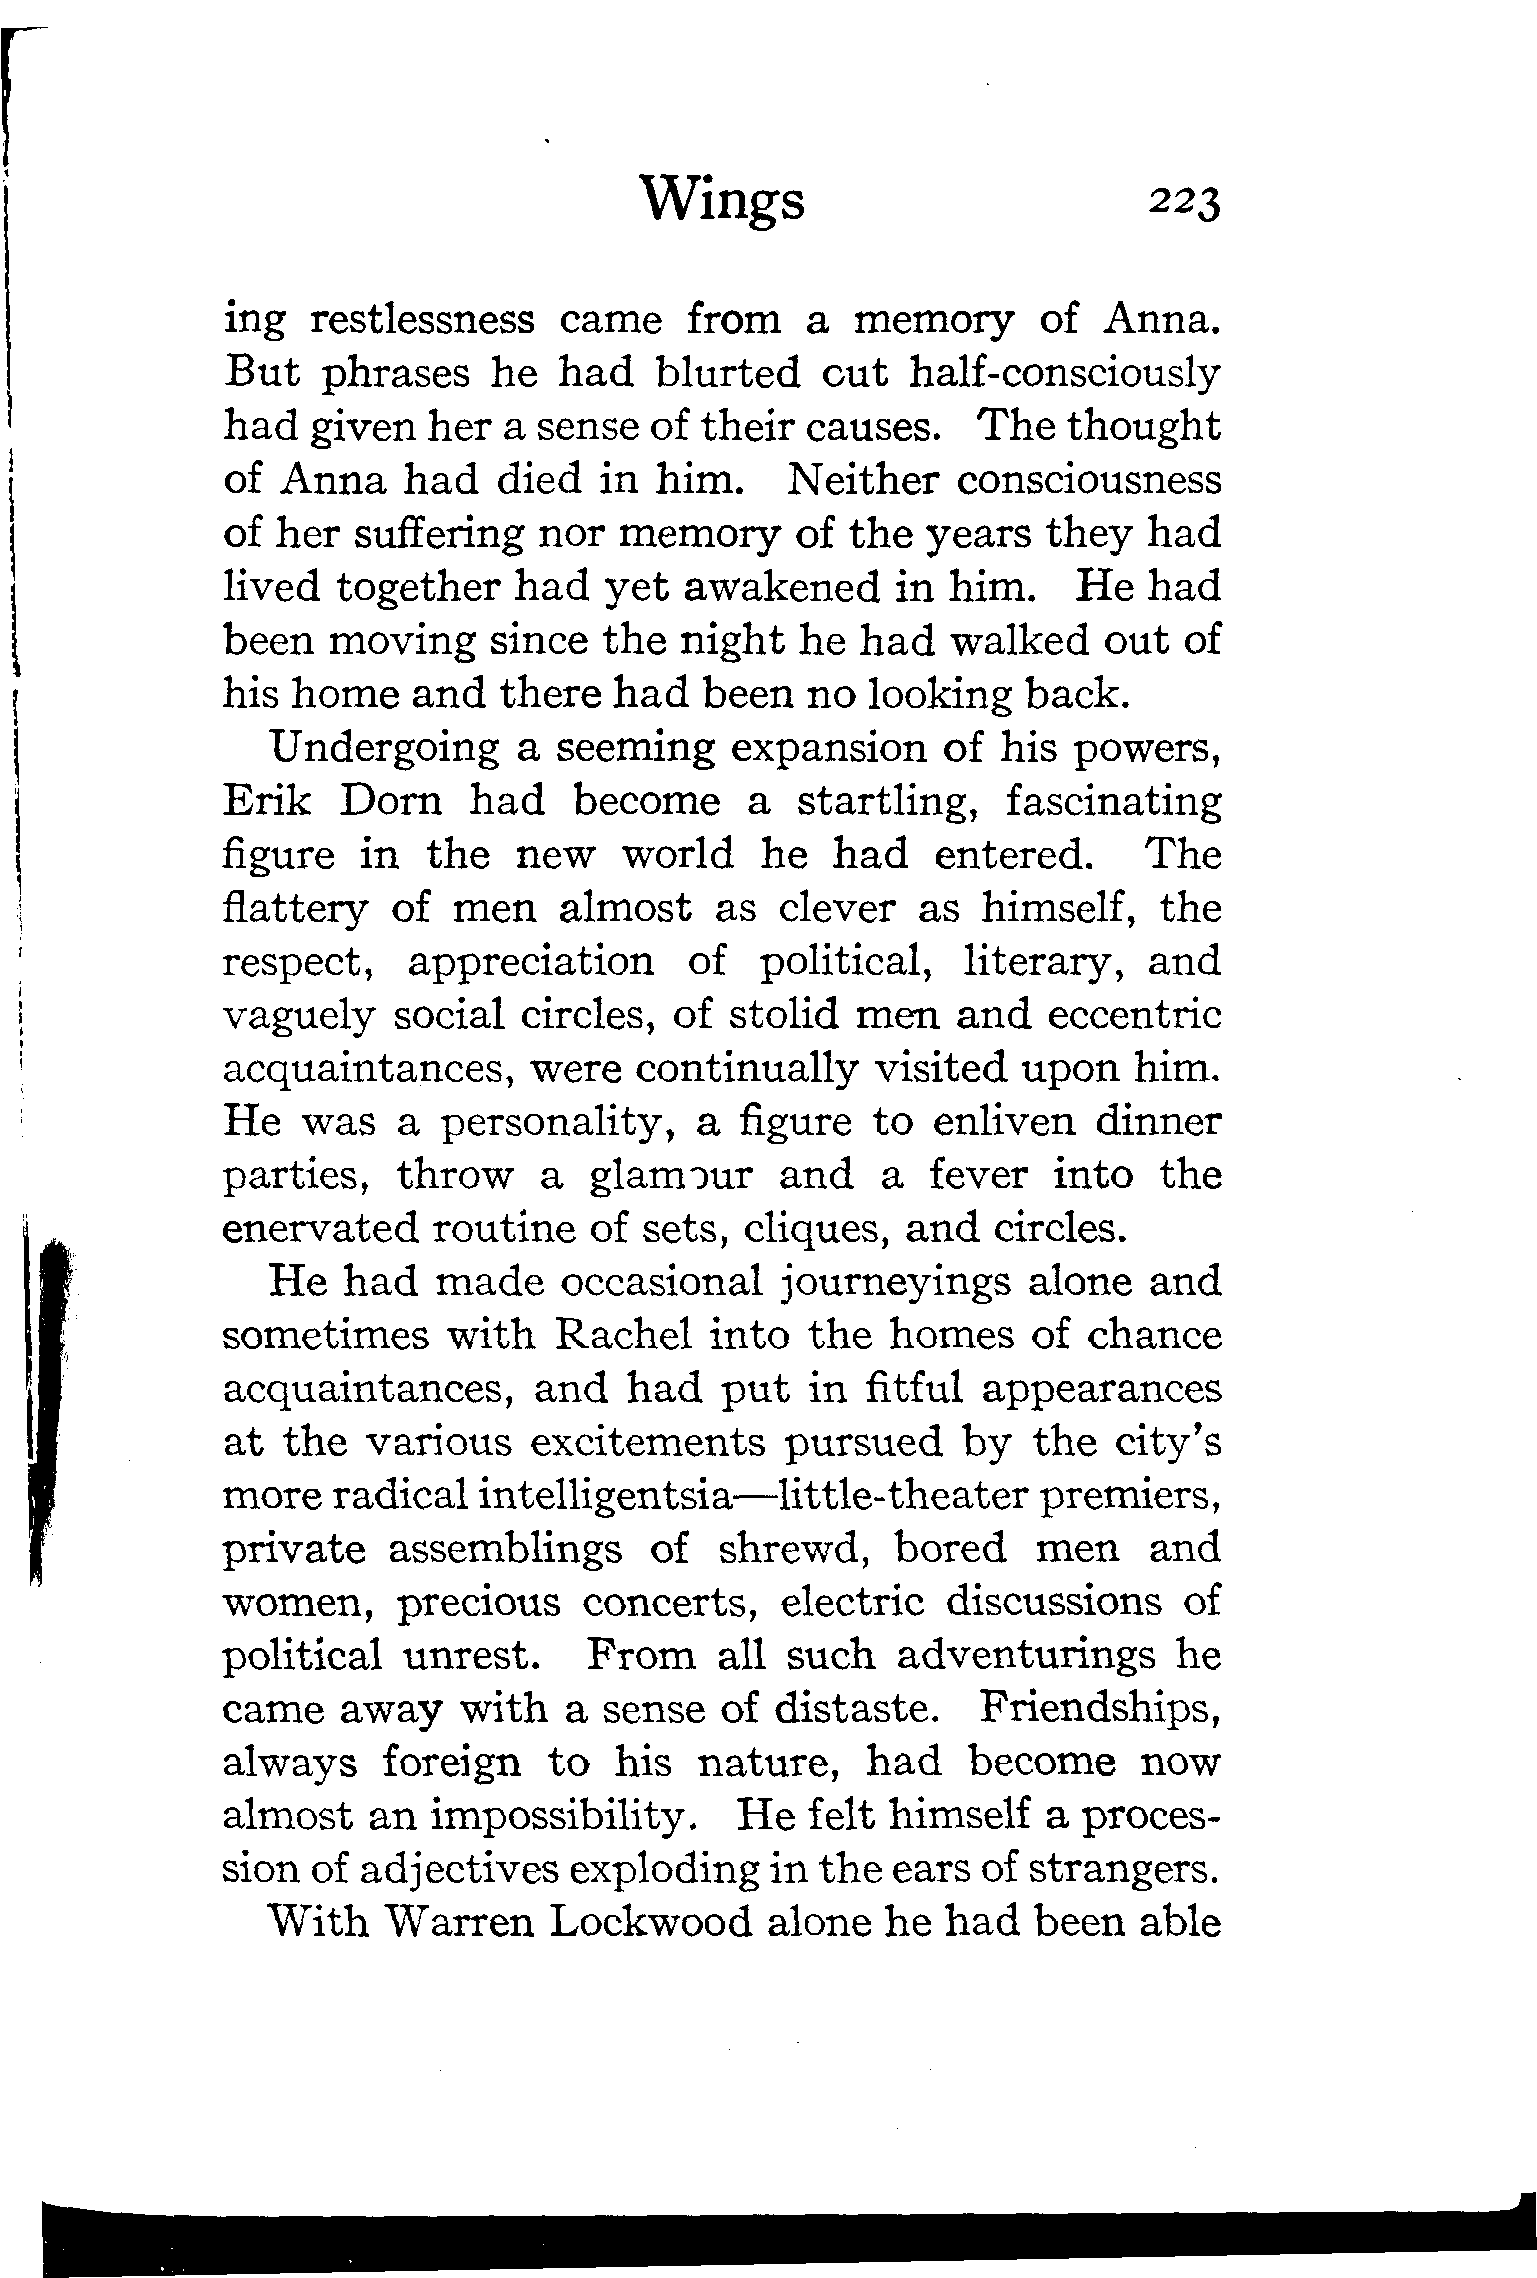 Wings 223
ing restlessness came from a memory of Anna.
But phrases he had blurted out half-consciously
had given her a sense of their causes. The thought
of Anna had died in him. Neither consciousness
of her suffering nor memory of the years they had
lived together had yet awakened in him. He had
been moving since the night he had walked out of
his home and there had been no looking back.
Undergoing a seeming expansion of his powers,
Erik Dorn had become a startling, fascinating
figure in the new world he had entered. The
flattery of men almost as clever as himself, the
respect, appreciation of political, literary, and
vaguely social circles, of stolid men and eccentric
acquaintances, were continually visited upon him.
He was a personality, a figure to enliven dinner
parties, throw a glamour and a fever into the
enervated routine of sets, cliques, and circles.
He had made occasional journeyings alone and
sometimes with Rachel into the homes of chance
acquaintances, and had put in fitful appearances
at the various excitements pursued by the city's
more radical intelligentsia—little-theater premiers,
private assemblings of shrewd, bored men and
women, precious concerts, electric discussions of
political unrest. From all such adventurings he
came away with a sense of distaste. Friendships,
always foreign to his nature, had become now
almost an impossibility. He felt himself a proces-
sion of adjectives exploding in the ears of strangers.
With Warren Lockwood alone he had been able